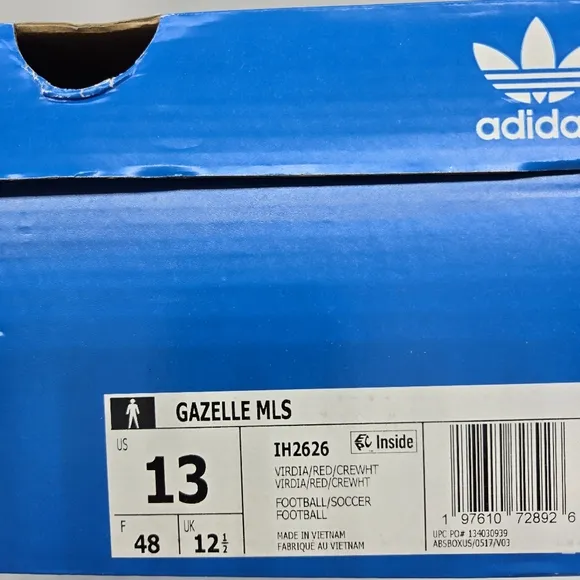 adidas
GAZELLE MLS
US
13
F
48
UK
12½
IH2626
Inside
VIRDIA/RED/CREWHT
VIRDIA/RED/CREWHT
FOOTBALL/SOCCER
FOOTBALL
MADE IN VIETNAM
FABRIQUÉ AU VIETNAM
1 97610 72892 6
UPC PO# 134030939
ABSBOXUS/0517/V03